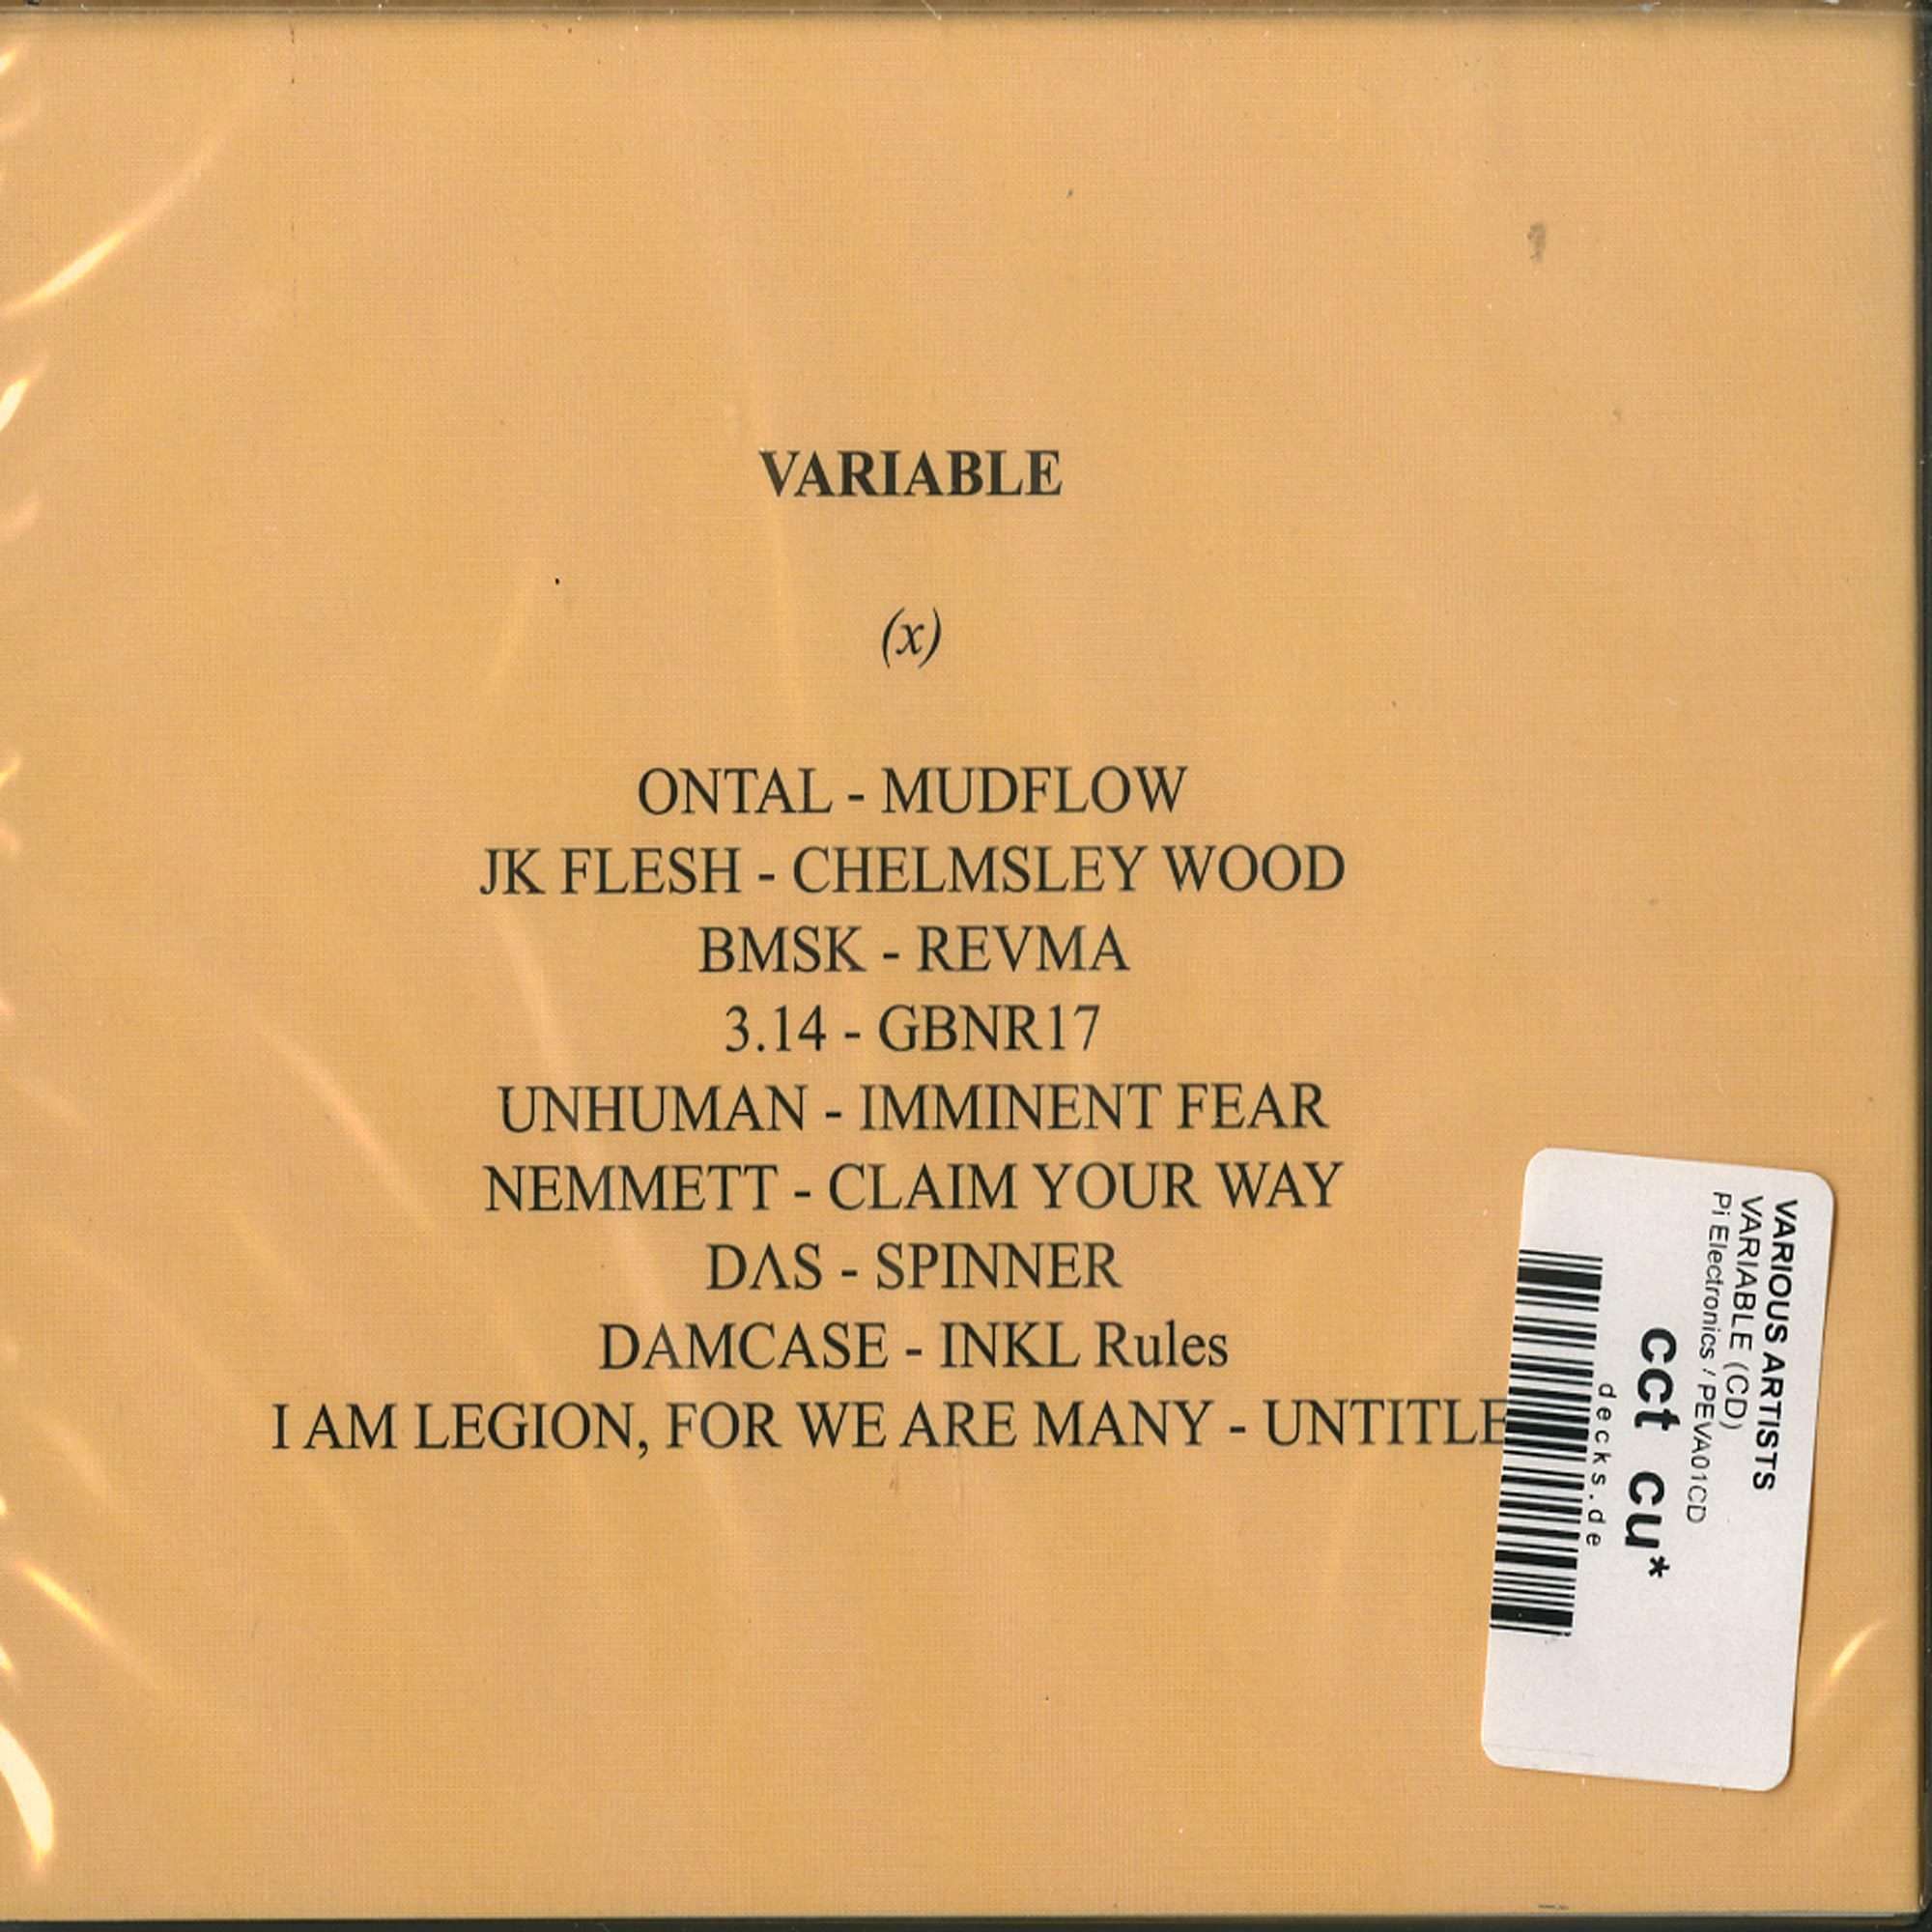 VARIABLE
(x)
ONTAL - MUDFLOW
JK FLESH - CHELMSLEY WOOD
BMSK - REVMA
3.14 - GBNR17
UNHUMAN - IMMINENT FEAR
NEMMETT - CLAIM YOUR WAY
DΛS - SPINNER
DAMCASE - INKL Rules
I AM LEGION, FOR WE ARE MANY - UNTITLE
VARIOUS ARTISTS
VARIABLE (CD)
Pi Electronics / PEVA01CD
cct cu*
decks.de